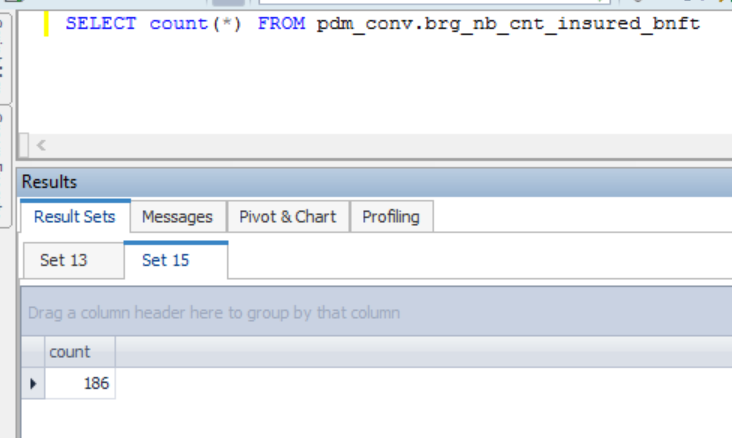 SELECT count(*) FROM pdm_conv.brg_nb_cnt_insured_bnft
Results
Result Sets Messages Pivot & Chart Profiling
Set 13 Set 15
Drag a column header here to group by that column
count
186